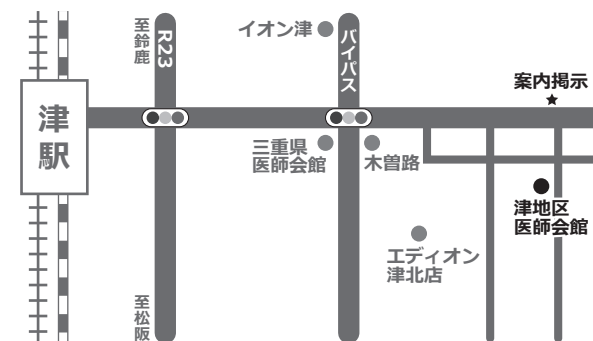 津駅
至鈴鹿
R23
イオン津
バイパス
案内掲示
三重県
医師会館
木曽路
津地区
医師会館
エディオン
津北店
至松阪